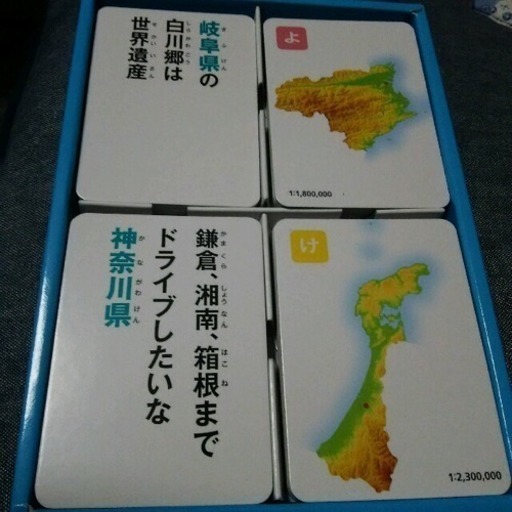 岐阜県の
白川郷は
世界遺産
よ
1:1,800,000
鎌倉、湘南、箱根まで
ドライブしたいな
神奈川県
け
1:2,300,000